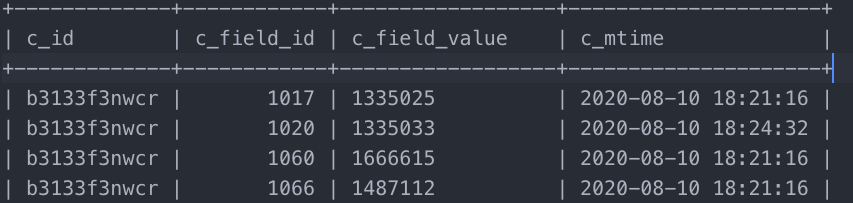 +-------------+------------+---------------+---------------------+
| c_id        | c_field_id | c_field_value | c_mtime             |
+-------------+------------+---------------+---------------------+
| b3133f3nwcr |       1017 | 1335025       | 2020-08-10 18:21:16 |
| b3133f3nwcr |       1020 | 1335033       | 2020-08-10 18:24:32 |
| b3133f3nwcr |       1060 | 1666615       | 2020-08-10 18:21:16 |
| b3133f3nwcr |       1066 | 1487112       | 2020-08-10 18:21:16 |